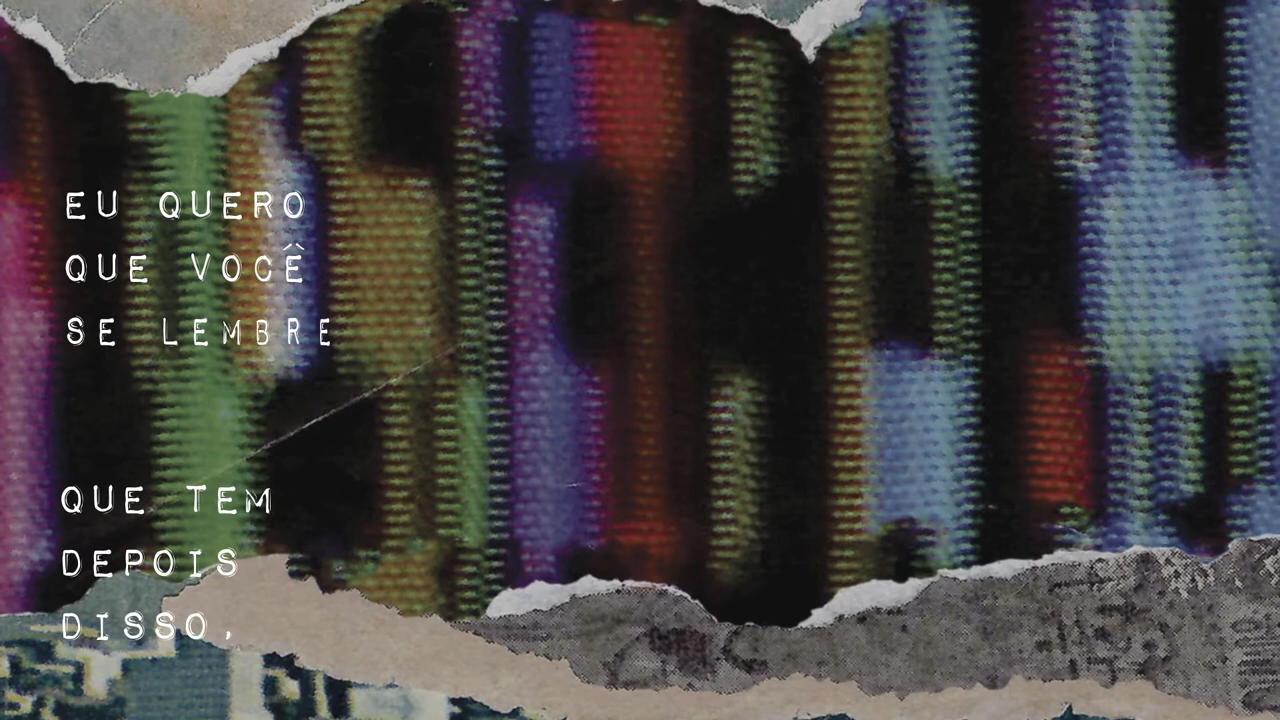 EU QUERO
QUE VOCÊ
SE LEMBRE
QUE TEM
DEPOIS
DISSO,